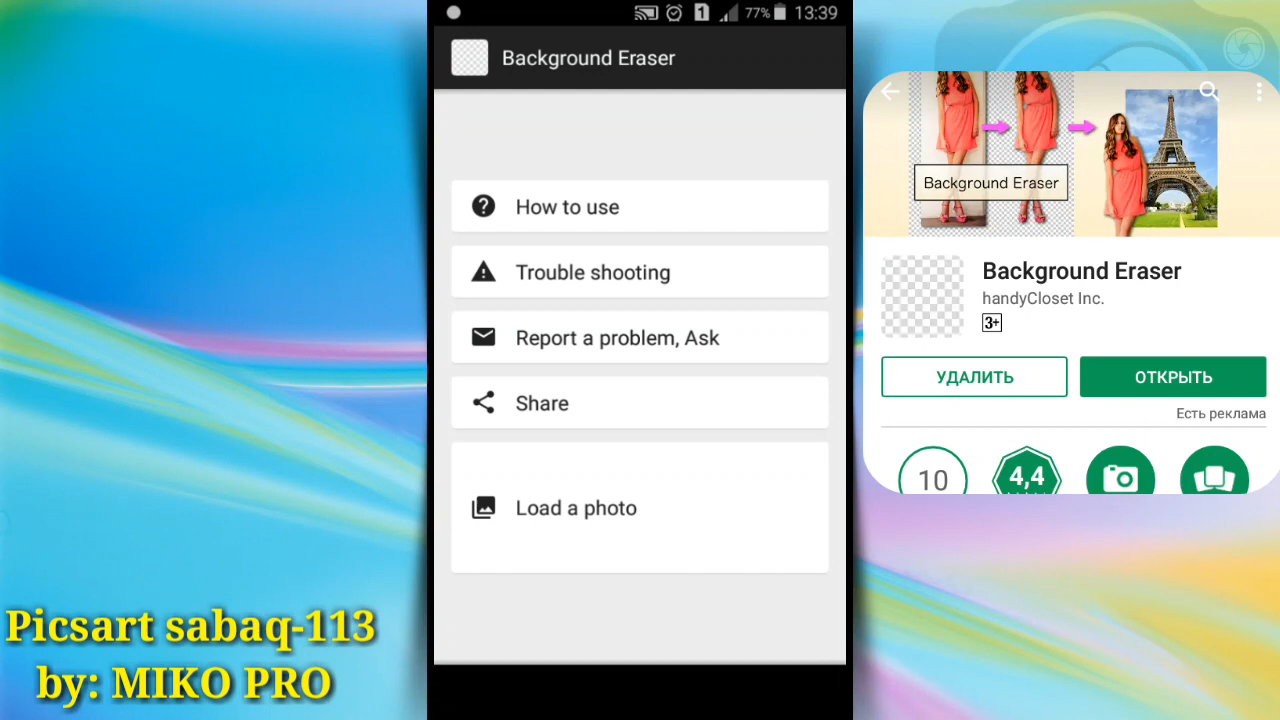 77% 13:39
Background Eraser
How to use
Trouble shooting
Report a problem, Ask
Share
Load a photo
Background Eraser
Background Eraser
handyCloset Inc.
3+
УДАЛИТЬ
ОТКРЫТЬ
Есть реклама
10
4,4
Picsart sabaq-113
by: MIKO PRO